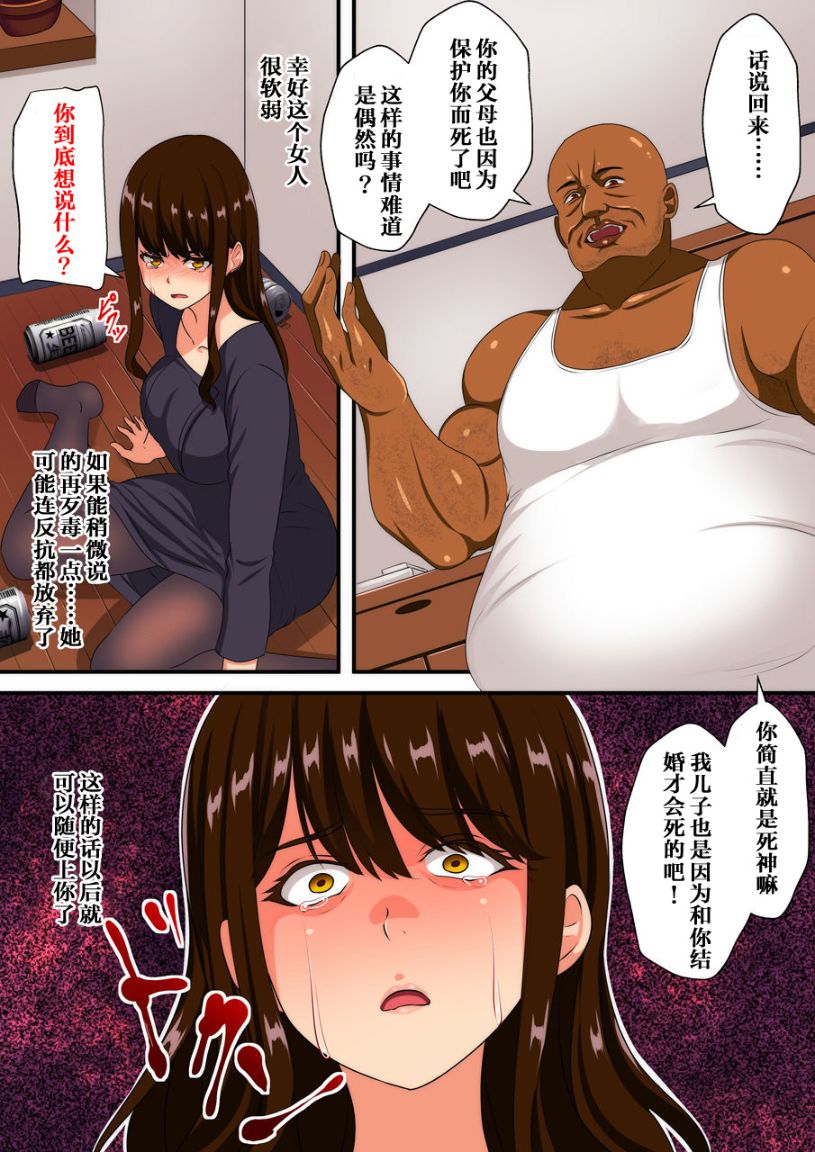 话说回来……
你的父母也因为
保护你而死了吧
这样的事情难道
是偶然吗？
幸好这个女人
很软弱
你到底想说什么？
ピクッ
BEE
如果能稍微说
的再歹毒一点……她
可能连反抗都放弃了
你简直就是死神嘛
我儿子也是因为和你结
婚才会死的吧！
这样的话以后就
可以随便上你了
ドクン